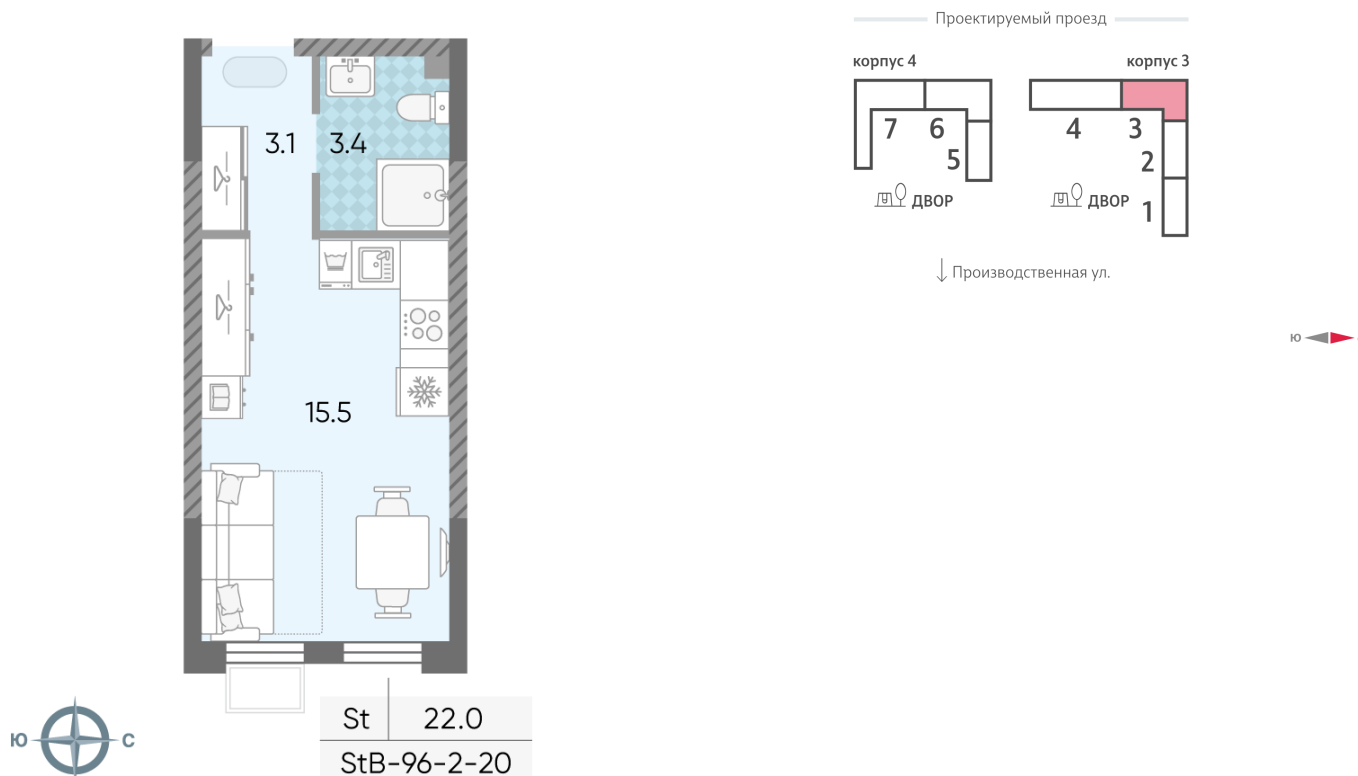 3.1
3.4
15.5
St 22.0
StB-96-2-20
Ю С
Проектируемый проезд
корпус 4
корпус 3
7 6 5
4 3 2 1
ДВОР
ДВОР
Производственная ул.
Ю